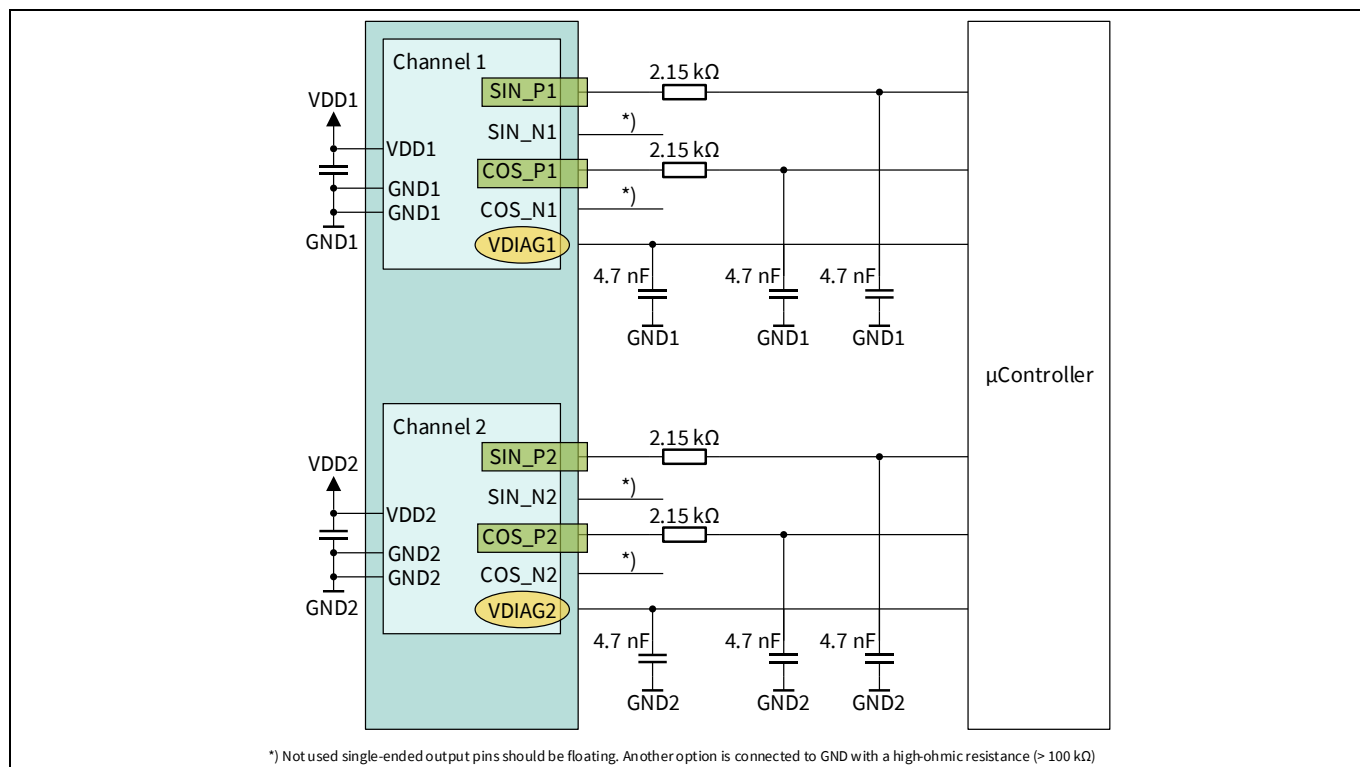 Channel 1
SIN_P1
2.15 kΩ
VDD1
SIN_N1
*)
VDD1
COS_P1
2.15 kΩ
GND1
*)
GND1
COS_N1
GND1
VDIAG1
4.7 nF
4.7 nF
4.7 nF
GND1
GND1
GND1
µController
Channel 2
SIN_P2
2.15 kΩ
VDD2
SIN_N2
*)
VDD2
COS_P2
2.15 kΩ
GND2
*)
GND2
COS_N2
GND2
VDIAG2
4.7 nF
4.7 nF
4.7 nF
GND2
GND2
GND2
*) Not used single-ended output pins should be floating. Another option is connected to GND with a high-ohmic resistance (> 100 kΩ)